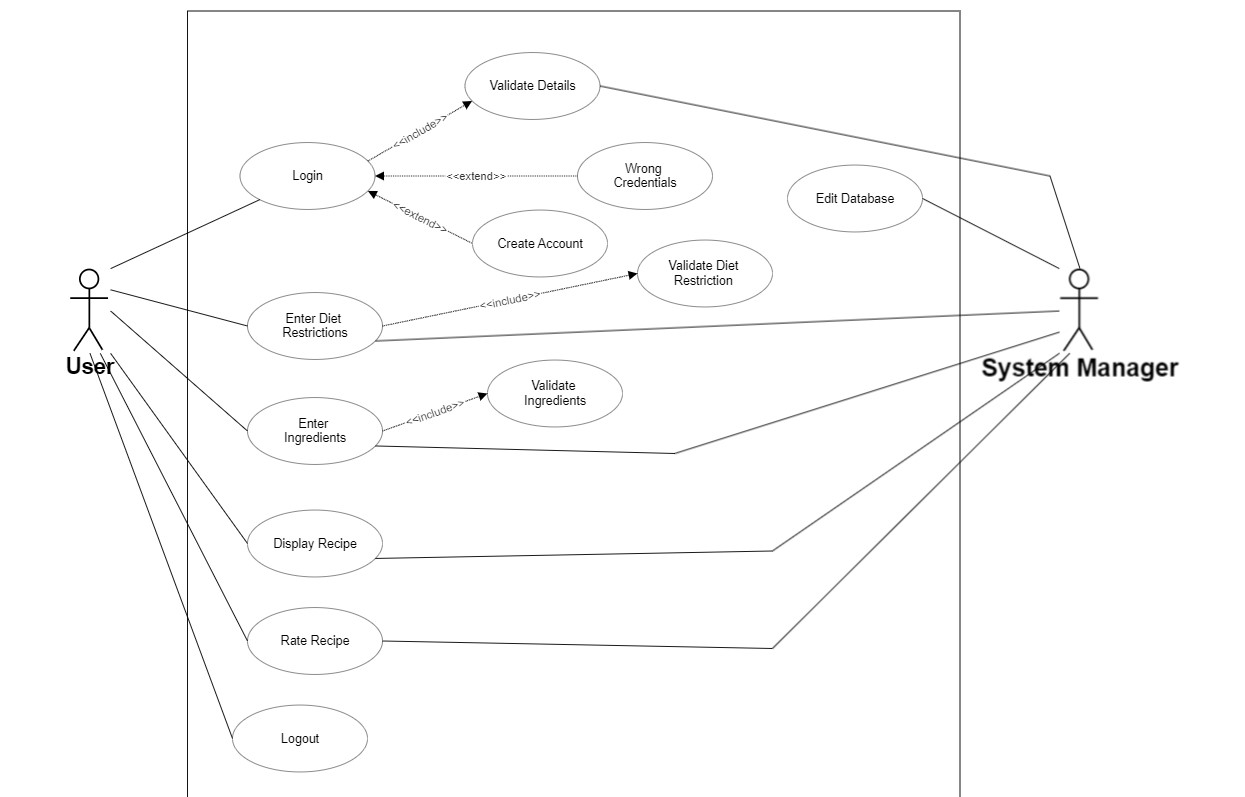 Validate Details
<<include>>
Login
<<extend>>
Wrong
Credentials
Edit Database
<<extend>>
Create Account
Validate Diet
Restriction
<<include>>
Enter Diet
Restrictions
User
System Manager
Validate
Ingredients
<<include>>
Enter
Ingredients
Display Recipe
Rate Recipe
Logout